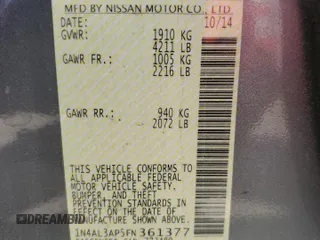 MFD BY NISSAN MOTOR CO., LTD.
DATE: 10/14
GVWR: 1910 KG
4211 LB
GAWR FR.: 1005 KG
2216 LB
GAWR RR.: 940 KG
2072 LB
THIS VEHICLE CONFORMS TO
ALL APPLICABLE FEDERAL
MOTOR VEHICLE SAFETY,
BUMPER, AND THEFT
PREVENTION STANDARDS
IN EFFECT ON THE DATE OF
MANUFACTURE SHOWN ABOVE.
1N4AL3AP5FN361377
DREAMBID